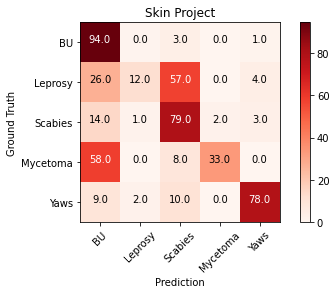 Skin Project
BU 94.0 0.0 3.0 0.0 1.0
Leprosy 26.0 12.0 57.0 0.0 4.0
Scabies 14.0 1.0 79.0 2.0 3.0
Mycetoma 58.0 0.0 8.0 33.0 0.0
Yaws 9.0 2.0 10.0 0.0 78.0
Ground Truth
BU Leprosy Scabies Mycetoma Yaws
Prediction
80
60
40
20
0